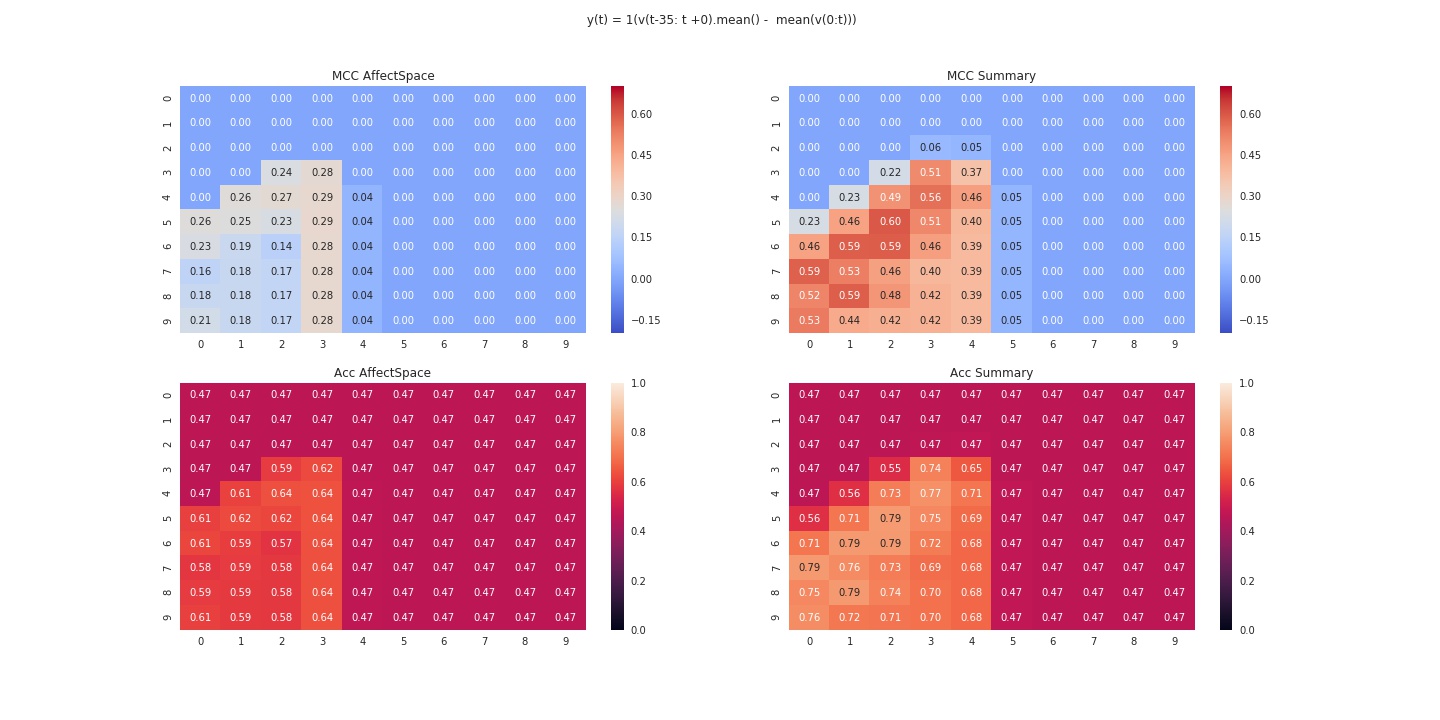 y(t) = 1(v(t-35: t +0).mean() -  mean(v(0:t)))
MCC AffectSpace
0 0.00 0.00 0.00 0.00 0.00 0.00 0.00 0.00 0.00 0.00
1 0.00 0.00 0.00 0.00 0.00 0.00 0.00 0.00 0.00 0.00
2 0.00 0.00 0.00 0.00 0.00 0.00 0.00 0.00 0.00 0.00
3 0.00 0.00 0.24 0.28 0.00 0.00 0.00 0.00 0.00 0.00
4 0.00 0.26 0.27 0.29 0.04 0.00 0.00 0.00 0.00 0.00
5 0.26 0.25 0.23 0.29 0.04 0.00 0.00 0.00 0.00 0.00
6 0.23 0.19 0.14 0.28 0.04 0.00 0.00 0.00 0.00 0.00
7 0.16 0.18 0.17 0.28 0.04 0.00 0.00 0.00 0.00 0.00
8 0.18 0.18 0.17 0.28 0.04 0.00 0.00 0.00 0.00 0.00
9 0.21 0.18 0.17 0.28 0.04 0.00 0.00 0.00 0.00 0.00
0 1 2 3 4 5 6 7 8 9
0.60
0.45
0.30
0.15
0.00
−0.15
MCC Summary
0 0.00 0.00 0.00 0.00 0.00 0.00 0.00 0.00 0.00 0.00
1 0.00 0.00 0.00 0.00 0.00 0.00 0.00 0.00 0.00 0.00
2 0.00 0.00 0.00 0.06 0.05 0.00 0.00 0.00 0.00 0.00
3 0.00 0.00 0.22 0.51 0.37 0.00 0.00 0.00 0.00 0.00
4 0.00 0.23 0.49 0.56 0.46 0.05 0.00 0.00 0.00 0.00
5 0.23 0.46 0.60 0.51 0.40 0.05 0.00 0.00 0.00 0.00
6 0.46 0.59 0.59 0.46 0.39 0.05 0.00 0.00 0.00 0.00
7 0.59 0.53 0.46 0.40 0.39 0.05 0.00 0.00 0.00 0.00
8 0.52 0.59 0.48 0.42 0.39 0.05 0.00 0.00 0.00 0.00
9 0.53 0.44 0.42 0.42 0.39 0.05 0.00 0.00 0.00 0.00
0 1 2 3 4 5 6 7 8 9
0.60
0.45
0.30
0.15
0.00
−0.15
Acc AffectSpace
0 0.47 0.47 0.47 0.47 0.47 0.47 0.47 0.47 0.47 0.47
1 0.47 0.47 0.47 0.47 0.47 0.47 0.47 0.47 0.47 0.47
2 0.47 0.47 0.47 0.47 0.47 0.47 0.47 0.47 0.47 0.47
3 0.47 0.47 0.59 0.62 0.47 0.47 0.47 0.47 0.47 0.47
4 0.47 0.61 0.64 0.64 0.47 0.47 0.47 0.47 0.47 0.47
5 0.61 0.62 0.62 0.64 0.47 0.47 0.47 0.47 0.47 0.47
6 0.61 0.59 0.57 0.64 0.47 0.47 0.47 0.47 0.47 0.47
7 0.58 0.59 0.58 0.64 0.47 0.47 0.47 0.47 0.47 0.47
8 0.59 0.59 0.58 0.64 0.47 0.47 0.47 0.47 0.47 0.47
9 0.61 0.59 0.58 0.64 0.47 0.47 0.47 0.47 0.47 0.47
0 1 2 3 4 5 6 7 8 9
1.0
0.8
0.6
0.4
0.2
0.0
Acc Summary
0 0.47 0.47 0.47 0.47 0.47 0.47 0.47 0.47 0.47 0.47
1 0.47 0.47 0.47 0.47 0.47 0.47 0.47 0.47 0.47 0.47
2 0.47 0.47 0.47 0.47 0.47 0.47 0.47 0.47 0.47 0.47
3 0.47 0.47 0.55 0.74 0.65 0.47 0.47 0.47 0.47 0.47
4 0.47 0.56 0.73 0.77 0.71 0.47 0.47 0.47 0.47 0.47
5 0.56 0.71 0.79 0.75 0.69 0.47 0.47 0.47 0.47 0.47
6 0.71 0.79 0.79 0.72 0.68 0.47 0.47 0.47 0.47 0.47
7 0.79 0.76 0.73 0.69 0.68 0.47 0.47 0.47 0.47 0.47
8 0.75 0.79 0.74 0.70 0.68 0.47 0.47 0.47 0.47 0.47
9 0.76 0.72 0.71 0.70 0.68 0.47 0.47 0.47 0.47 0.47
0 1 2 3 4 5 6 7 8 9
1.0
0.8
0.6
0.4
0.2
0.0